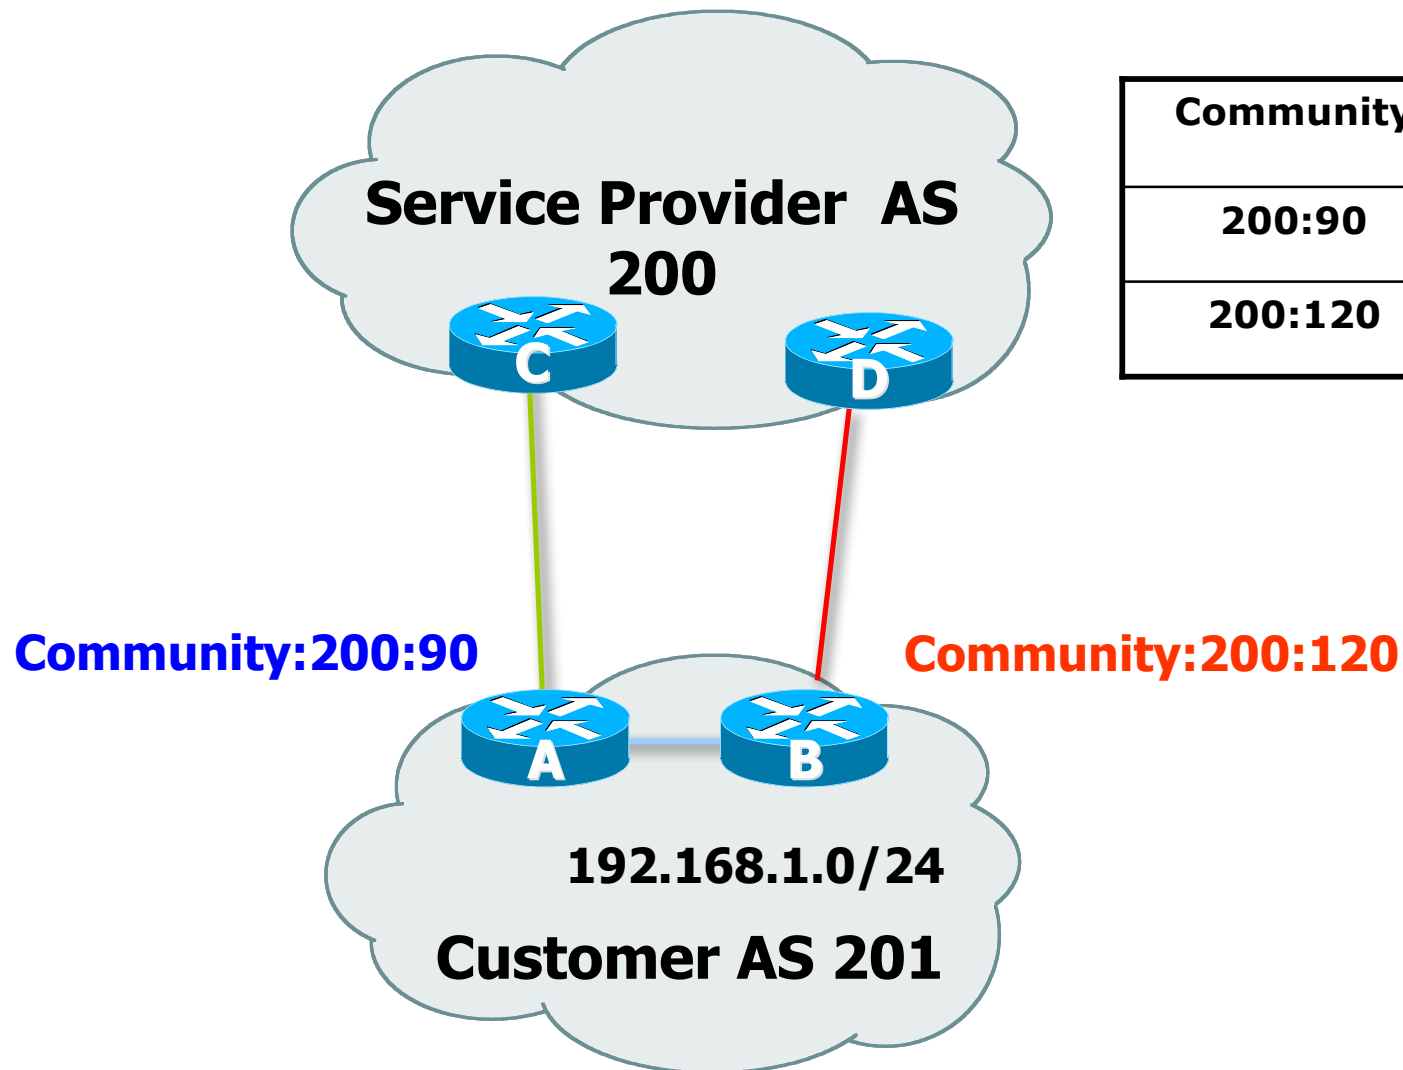 Service Provider  AS
200
Community
200:90
200:120
C
D
Community:200:90
Community:200:120
A
B
192.168.1.0/24
Customer AS 201